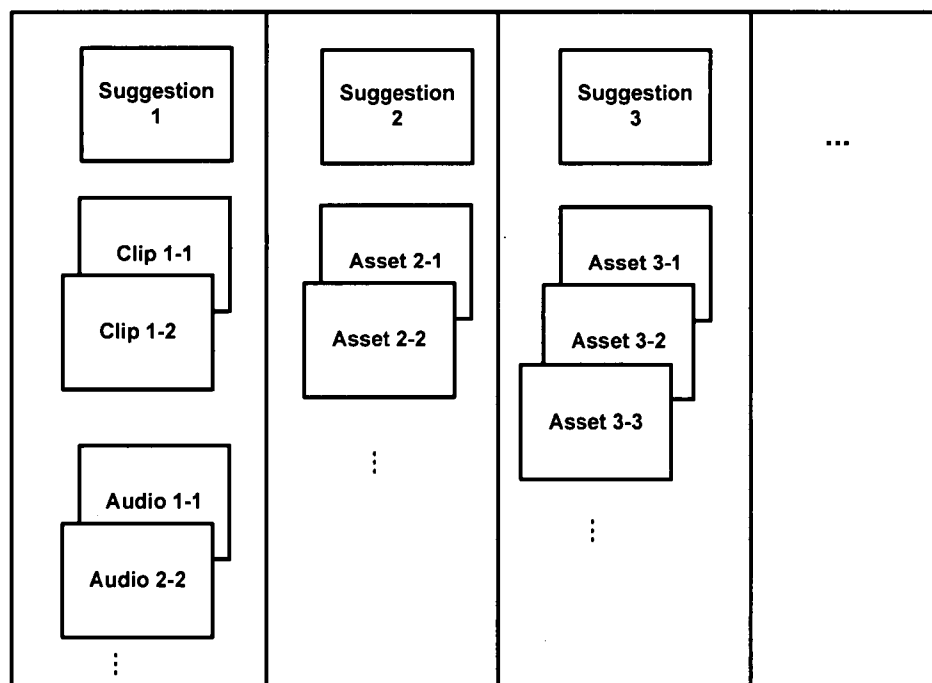 Suggestion
1
Clip 1-1
Clip 1-2
Audio 1-1
Audio 2-2
Suggestion
2
Asset 2-1
Asset 2-2
Suggestion
3
Asset 3-1
Asset 3-2
Asset 3-3
...